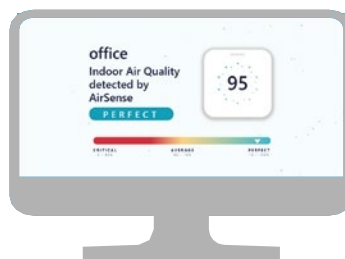 office
Indoor Air Quality
detected by
AirSense
PERFECT
95
CRITICAL
AVERAGE
PERFECT